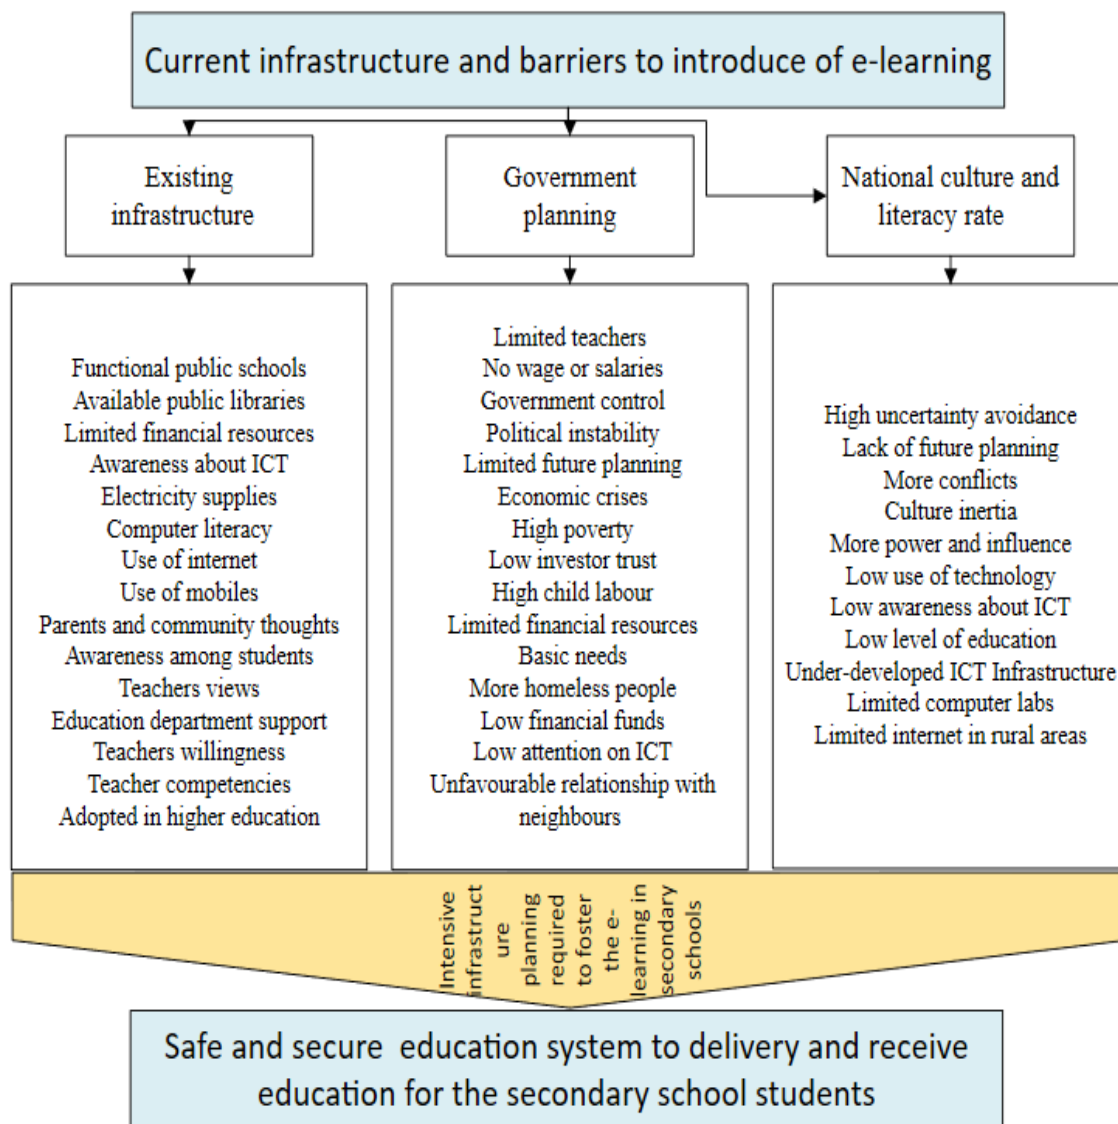 Current infrastructure and barriers to introduce of e-learning
Existing
infrastructure
Government
planning
National culture and
literacy rate
Functional public schools
Available public libraries
Limited financial resources
Awareness about ICT
Electricity supplies
Computer literacy
Use of internet
Use of mobiles
Parents and community thoughts
Awareness among students
Teachers views
Education department support
Teachers willingness
Teacher competencies
Adopted in higher education
Limited teachers
No wage or salaries
Government control
Political instability
Limited future planning
Economic crises
High poverty
Low investor trust
High child labour
Limited financial resources
Basic needs
More homeless people
Low financial funds
Low attention on ICT
Unfavourable relationship with
neighbours
High uncertainty avoidance
Lack of future planning
More conflicts
Culture inertia
More power and influence
Low use of technology
Low awareness about ICT
Low level of education
Under-developed ICT Infrastructure
Limited computer labs
Limited internet in rural areas
Intensive
infrastruct
ure
planning
required
to foster
the e-
learning in
secondary
schools
Safe and secure education system to delivery and receive
education for the secondary school students